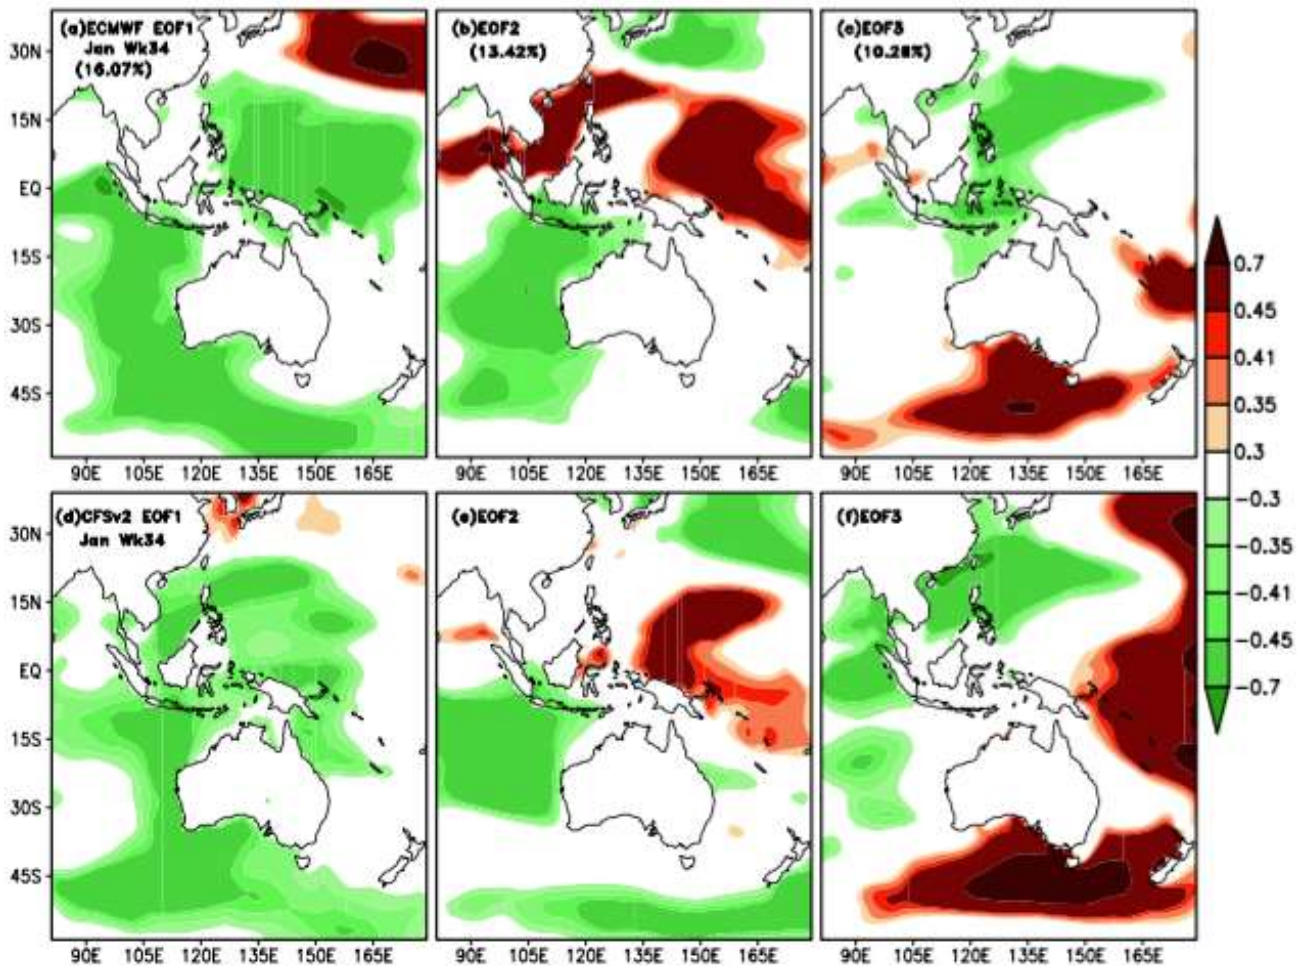 (a)ECMWF EOF1
Jan Wk34
(16.07%)
(b)EOF2
(13.42%)
(c)EOF3
(10.28%)
30N
15N
EQ
15S
30S
45S
90E 105E 120E 135E 150E 165E
90E 105E 120E 135E 150E 165E
90E 105E 120E 135E 150E 165E
(d)CFSv2 EOF1
Jan Wk34
(e)EOF2
(f)EOF3
30N
15N
EQ
15S
30S
45S
90E 105E 120E 135E 150E 165E
90E 105E 120E 135E 150E 165E
90E 105E 120E 135E 150E 165E
0.7
0.45
0.41
0.35
0.3
-0.3
-0.35
-0.41
-0.45
-0.7